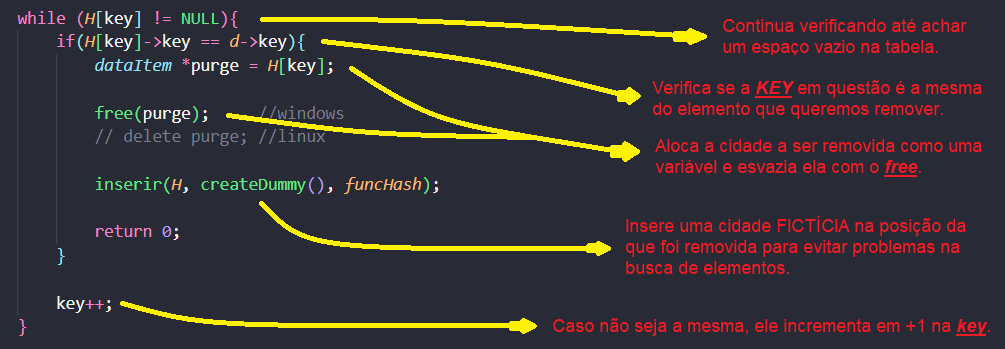 while (H[key] != NULL){
Continua verificando até achar
um espaço vazio na tabela.
if(H[key]->key == d->key){
dataItem *purge = H[key];
Verifica se a KEY em questão é a mesma
do elemento que queremos remover.
free(purge); //windows
// delete purge; //linux
Aloca a cidade a ser removida como uma
variável e esvazia ela com o free.
inserir(H, createDummy(), funcHash);
Insere uma cidade FICTÍCIA na posição da
que foi removida para evitar problemas na
busca de elementos.
return 0;
}
key++;
Caso não seja a mesma, ele incrementa em +1 na key.
}